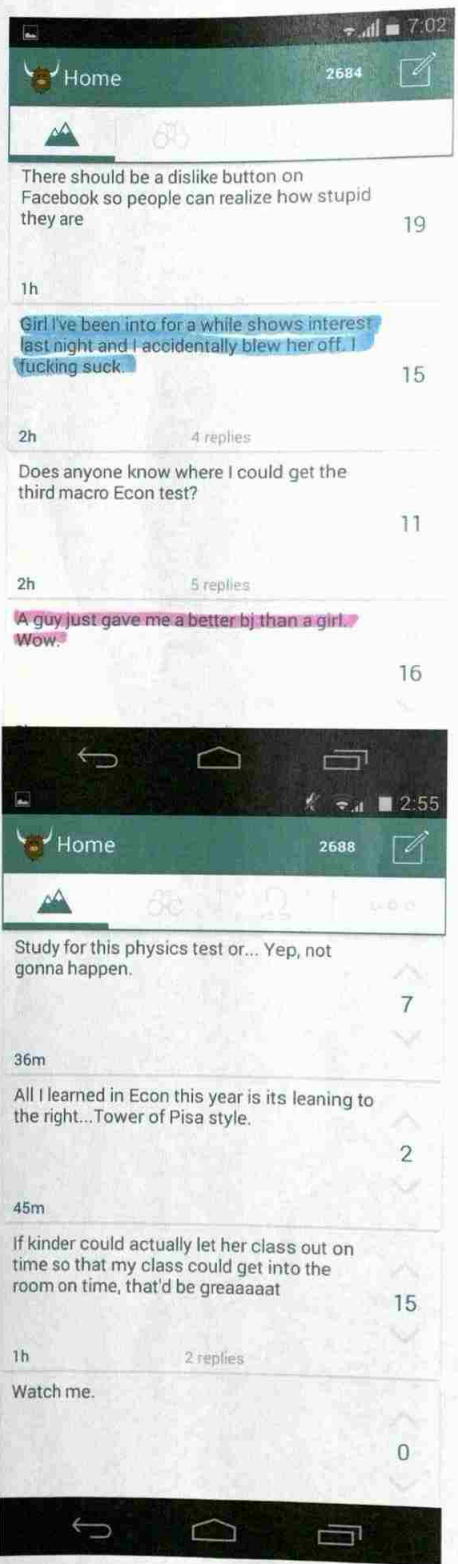 7:02
Home
2684
There should be a dislike button on
Facebook so people can realize how stupid
they are
19
1h
Girl I've been into for a while shows interest
last night and I accidentally blew her off. I
fucking suck.
15
2h
4 replies
Does anyone know where I could get the
third macro Econ test?
11
2h
5 replies
A guy just gave me a better bj than a girl.
Wow.
16
2:55
Home
2688
Study for this physics test or... Yep, not
gonna happen.
7
36m
All I learned in Econ this year is its leaning to
the right...Tower of Pisa style.
2
45m
If kinder could actually let her class out on
time so that my class could get into the
room on time, that'd be greaaaaat
15
1h
2 replies
Watch me.
0